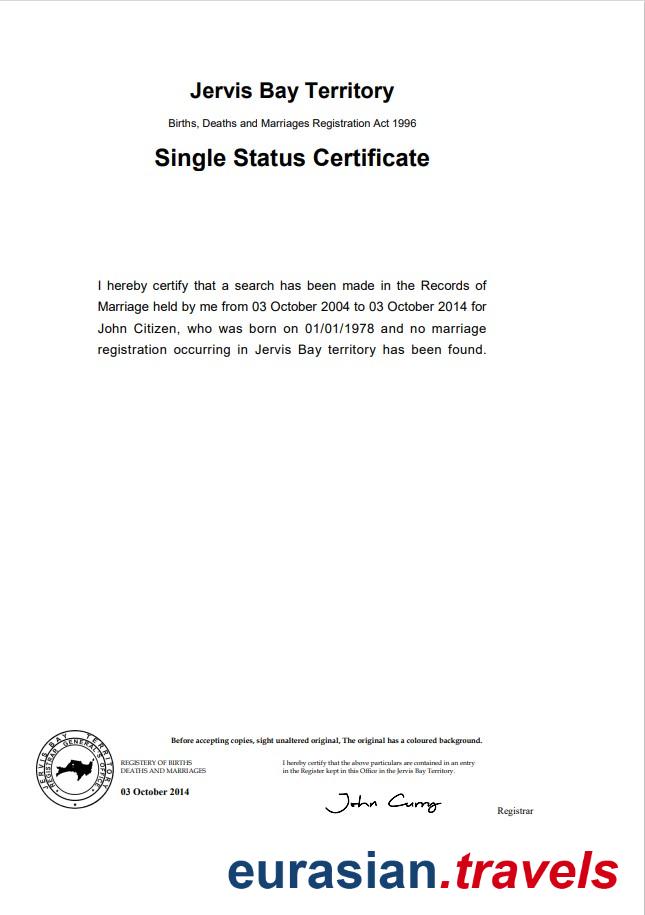 Jervis Bay Territory
Births, Deaths and Marriages Registration Act 1996
Single Status Certificate
I hereby certify that a search has been made in the Records of
Marriage held by me from 03 October 2004 to 03 October 2014 for
John Citizen, who was born on 01/01/1978 and no marriage
registration occurring in Jervis Bay territory has been found.
Before accepting copies, sight unaltered original, The original has a coloured background.
JERVIS BAY TERRITORY
REGISTRAR GENERAL'S OFFICE
REGISTERY OF BIRTHS
DEATHS AND MARRIAGES
03 October 2014
I hereby certify that the above particulars are contained in an entry
in the Register kept in this Office in the Jervis Bay Territory.
John
Registrar
eurasian.travels